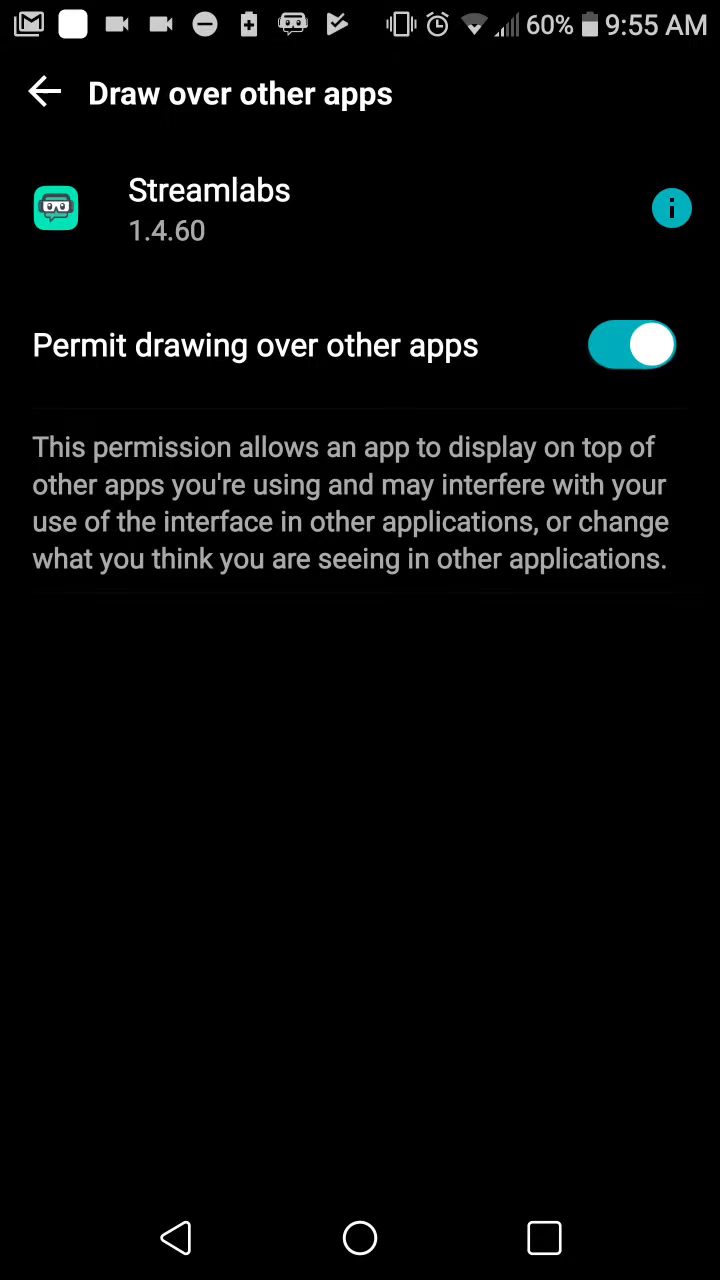 60% 9:55 AM
Draw over other apps
Streamlabs
1.4.60
Permit drawing over other apps
This permission allows an app to display on top of
other apps you're using and may interfere with your
use of the interface in other applications, or change
what you think you are seeing in other applications.